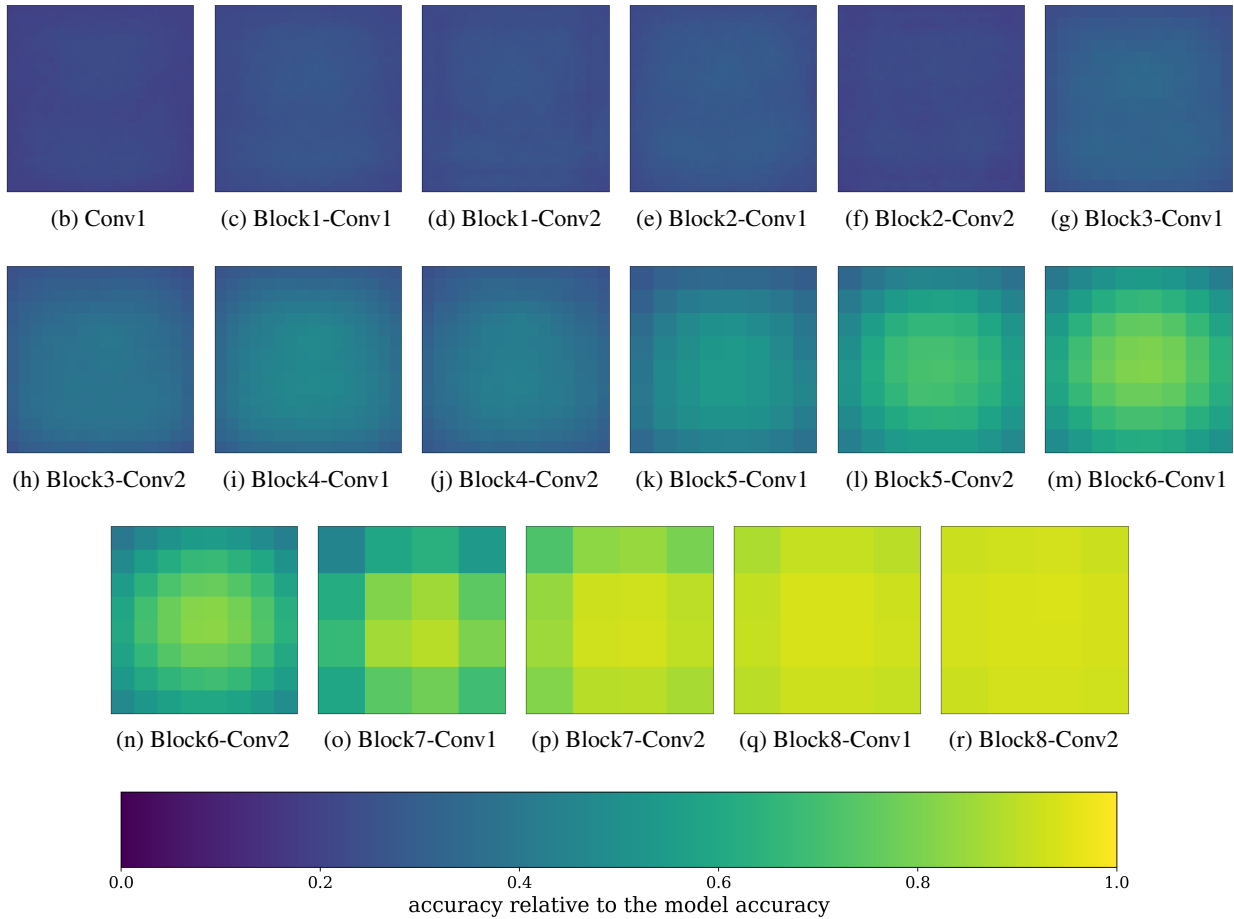 (b) Conv1 (c) Block1-Conv1 (d) Block1-Conv2 (e) Block2-Conv1 (f) Block2-Conv2 (g) Block3-Conv1
(h) Block3-Conv2 (i) Block4-Conv1 (j) Block4-Conv2 (k) Block5-Conv1 (l) Block5-Conv2 (m) Block6-Conv1
(n) Block6-Conv2 (o) Block7-Conv1 (p) Block7-Conv2 (q) Block8-Conv1 (r) Block8-Conv2
0.0 0.2 0.4 0.6 0.8 1.0
accuracy relative to the model accuracy